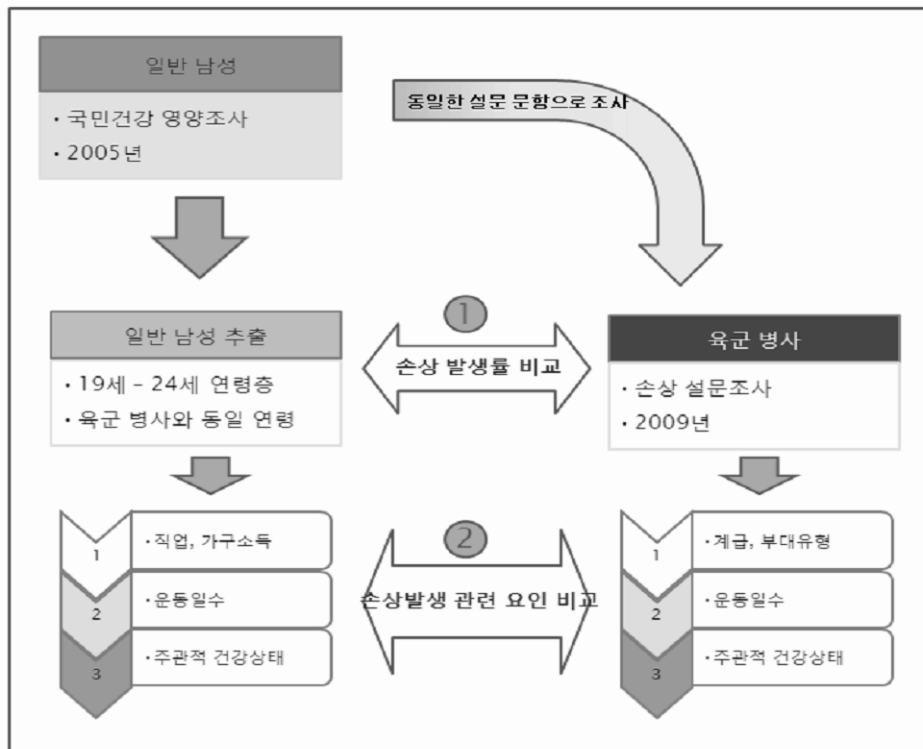 일반 남성
· 국민건강 영양조사
· 2005년
동일한 설문 문항으로 조사
일반 남성 추출
· 19세 – 24세 연령층
· 육군 병사와 동일 연령
1
손상 발생률 비교
육군 병사
· 손상 설문조사
· 2009년
1
· 직업, 가구소득
2
· 운동일수
3
· 주관적 건강상태
2
손상발생 관련 요인 비교
1
· 계급, 부대유형
2
· 운동일수
3
· 주관적 건강상태